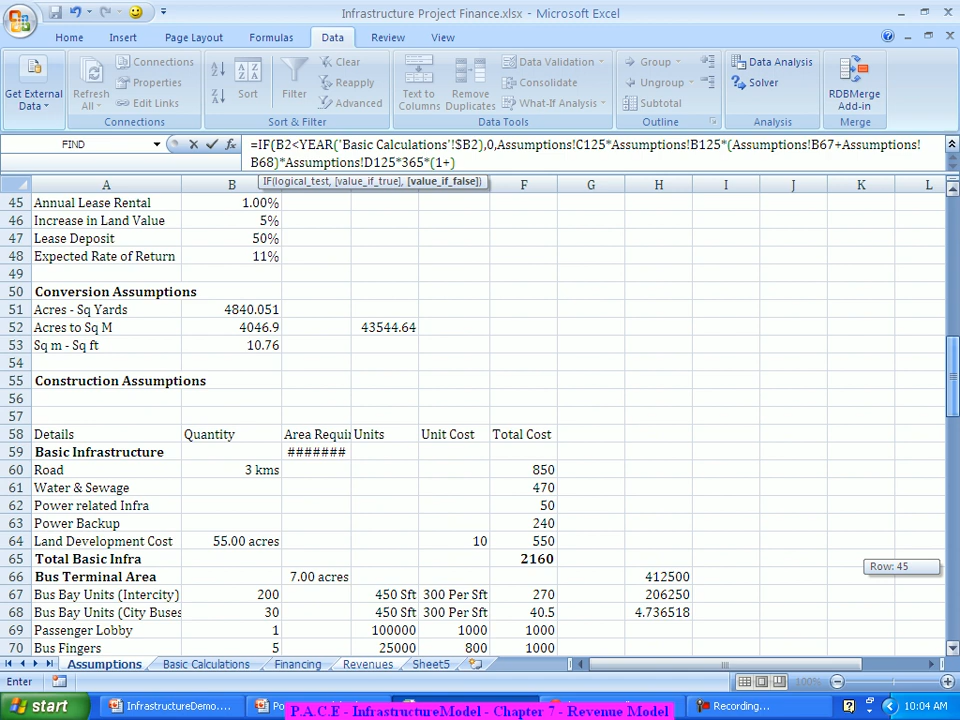 Infrastructure Project Finance.xlsx - Microsoft Excel
Home Insert Page Layout Formulas Data Review View
Get External Data
Refresh All
Connections
Properties
Edit Links
Connections
Sort
Sort & Filter
Filter
Clear
Reapply
Advanced
Text to Columns
Remove Duplicates
Data Validation
Consolidate
What-If Analysis
Data Tools
Group
Ungroup
Subtotal
Outline
Data Analysis
Solver
Analysis
RDBMerge Add-in
Merge
FIND
=IF(B2<YEAR('Basic Calculations'!$B2),0,Assumptions!C125*Assumptions!B125*(Assumptions!B67+Assumptions!
B68)*Assumptions!D125*365*(1+)
IF(logical_test, [value_if_true], [value_if_false])
A B F G H I J K L
45 Annual Lease Rental 1.00%
46 Increase in Land Value 5%
47 Lease Deposit 50%
48 Expected Rate of Return 11%
49
50 Conversion Assumptions
51 Acres - Sq Yards 4840.051
52 Acres to Sq M 4046.9 43544.64
53 Sq m - Sq ft 10.76
54
55 Construction Assumptions
56
57
58 Details Quantity Area Requi Units Unit Cost Total Cost
59 Basic Infrastructure #######
60 Road 3 kms 850
61 Water & Sewage 470
62 Power related Infra 50
63 Power Backup 240
64 Land Development Cost 55.00 acres 10 550
65 Total Basic Infra 2160
66 Bus Terminal Area 7.00 acres 412500
67 Bus Bay Units (Intercity) 200 450 Sft 300 Per Sft 270 206250
68 Bus Bay Units (City Buses 30 450 Sft 300 Per Sft 40.5 4.736518
69 Passenger Lobby 1 100000 1000 1000
70 Bus Fingers 5 25000 800 1000
Row: 45
Assumptions Basic Calculations Financing Revenues Sheet5
Enter 100%
start InfrastructureDemo.... Po Recording... 10:04 AM
P.A.C.E - InfrastructureModel - Chapter 7 - Revenue Model